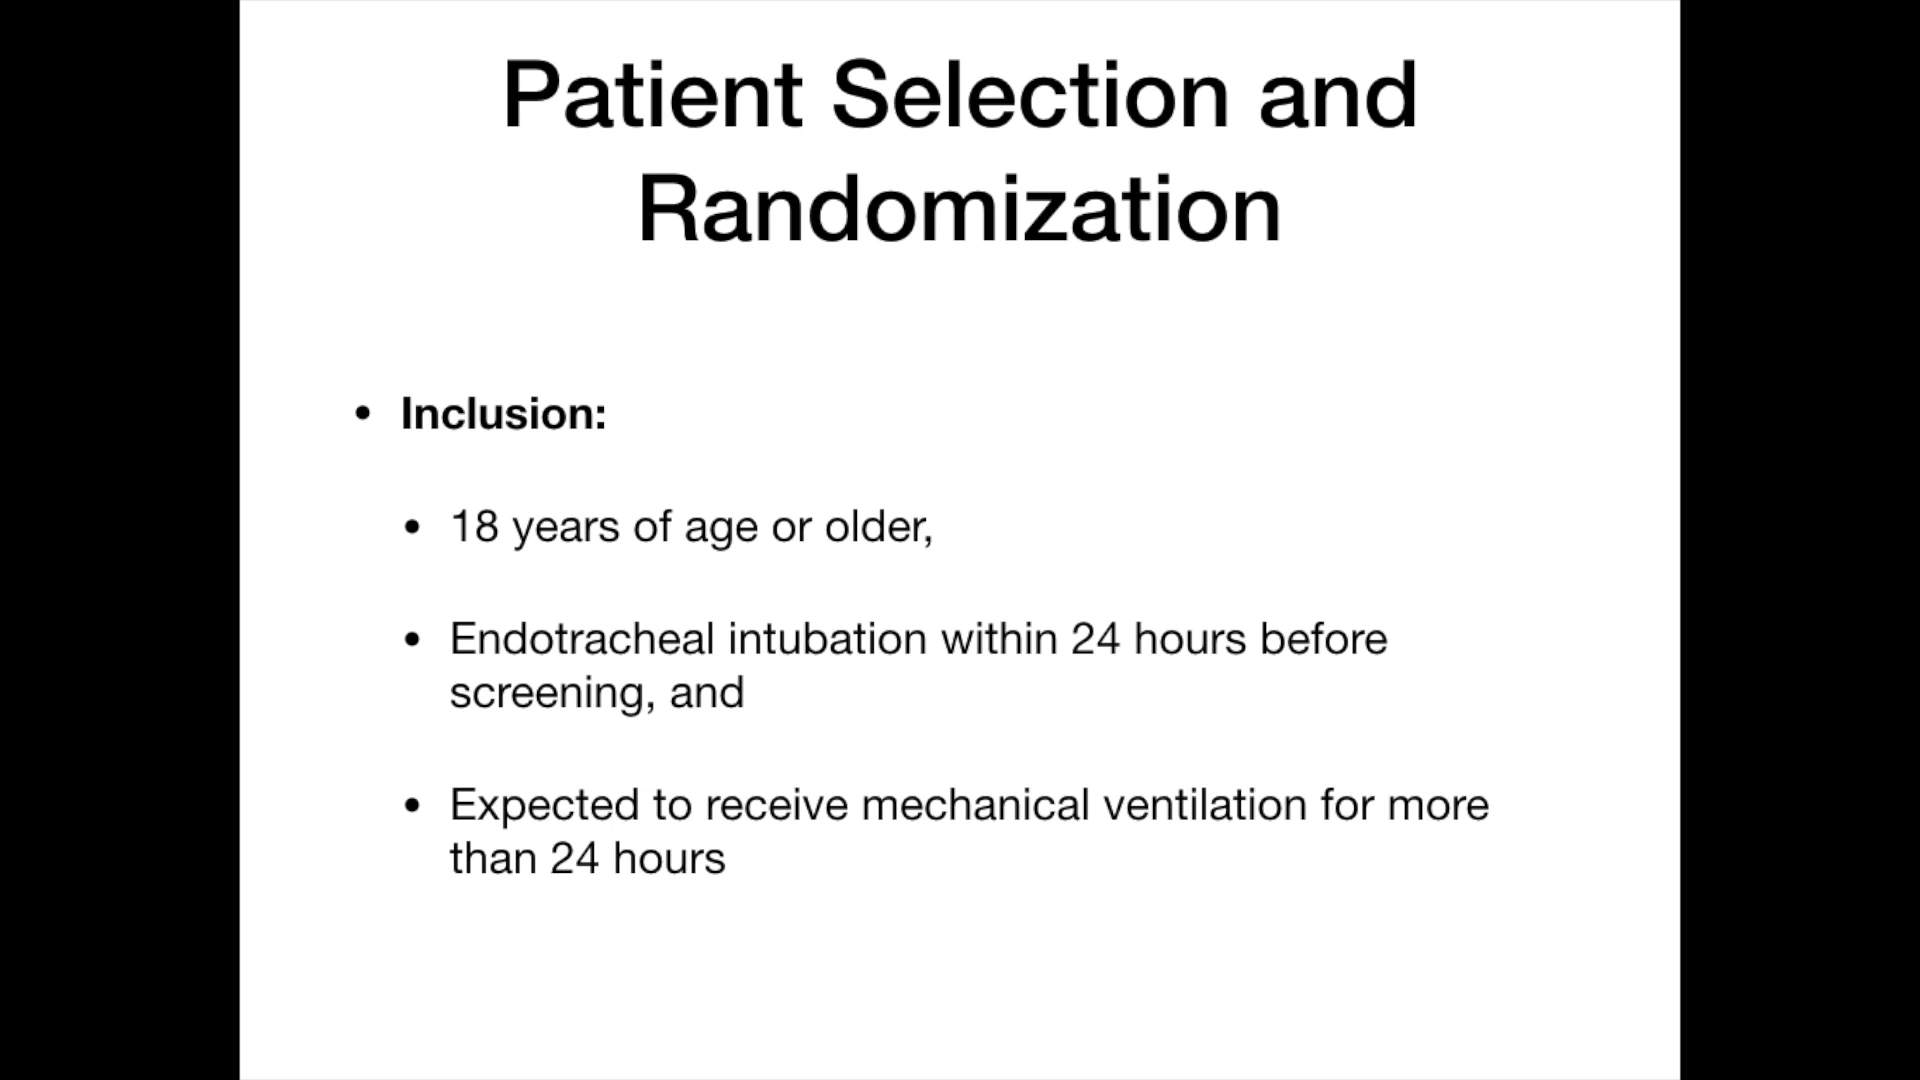 Patient Selection and
Randomization
• Inclusion:
• 18 years of age or older,
• Endotracheal intubation within 24 hours before
screening, and
• Expected to receive mechanical ventilation for more
than 24 hours